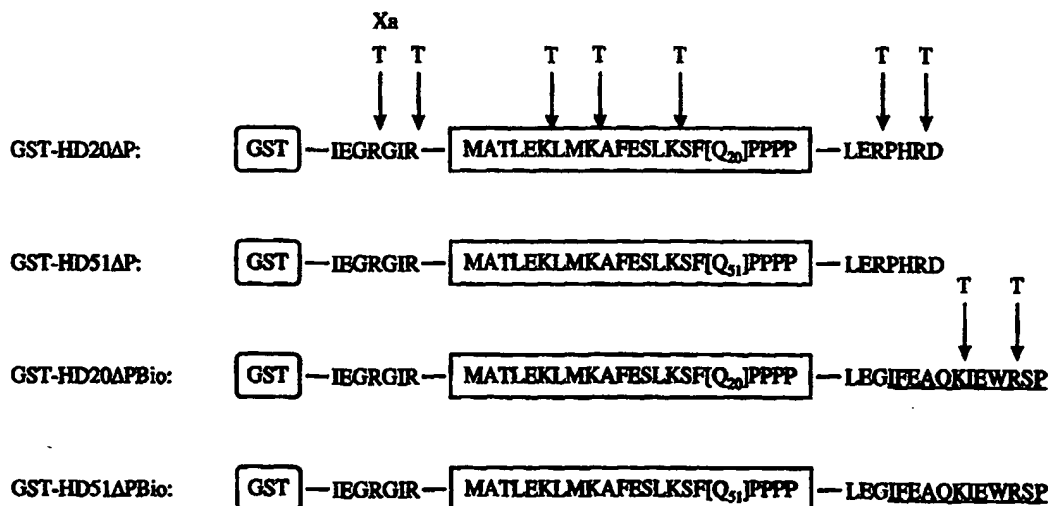 Xa
T T T T T T T
GST-HD20ΔP: GST IEGRGIR MATLEKLMKAFESLKSF[Q₂₀]PPPP LERPHRD
GST-HD51ΔP: GST IEGRGIR MATLEKLMKAFESLKSF[Q₅₁]PPPP LERPHRD
T T
GST-HD20ΔPBio: GST IEGRGIR MATLEKLMKAFESLKSF[Q₂₀]PPPP LEGIFEAQKIEWRSP
GST-HD51ΔPBio: GST IEGRGIR MATLEKLMKAFESLKSF[Q₅₁]PPPP LEGIFEAQKIEWRSP